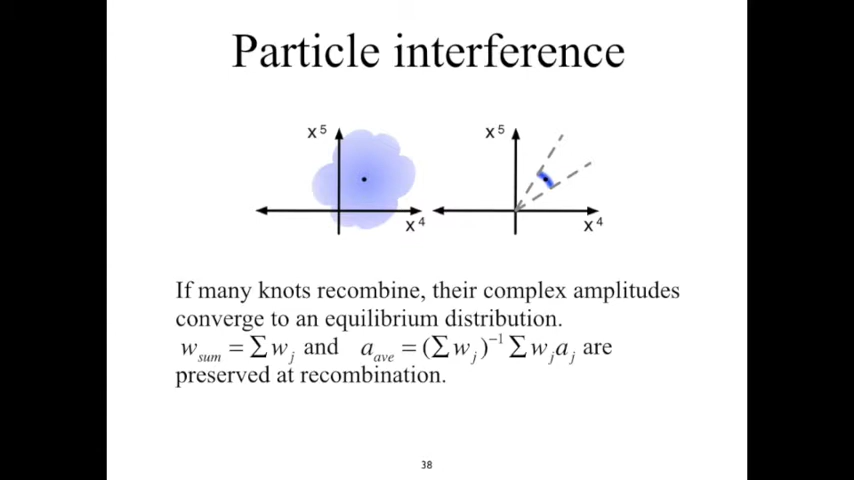 Particle interference
x 5
x 5
x 4
x 4
If many knots recombine, their complex amplitudes
converge to an equilibrium distribution.
w_sum = Σ w_j and a_ave = (Σ w_j)^−1 Σ w_j a_j are
preserved at recombination.
38